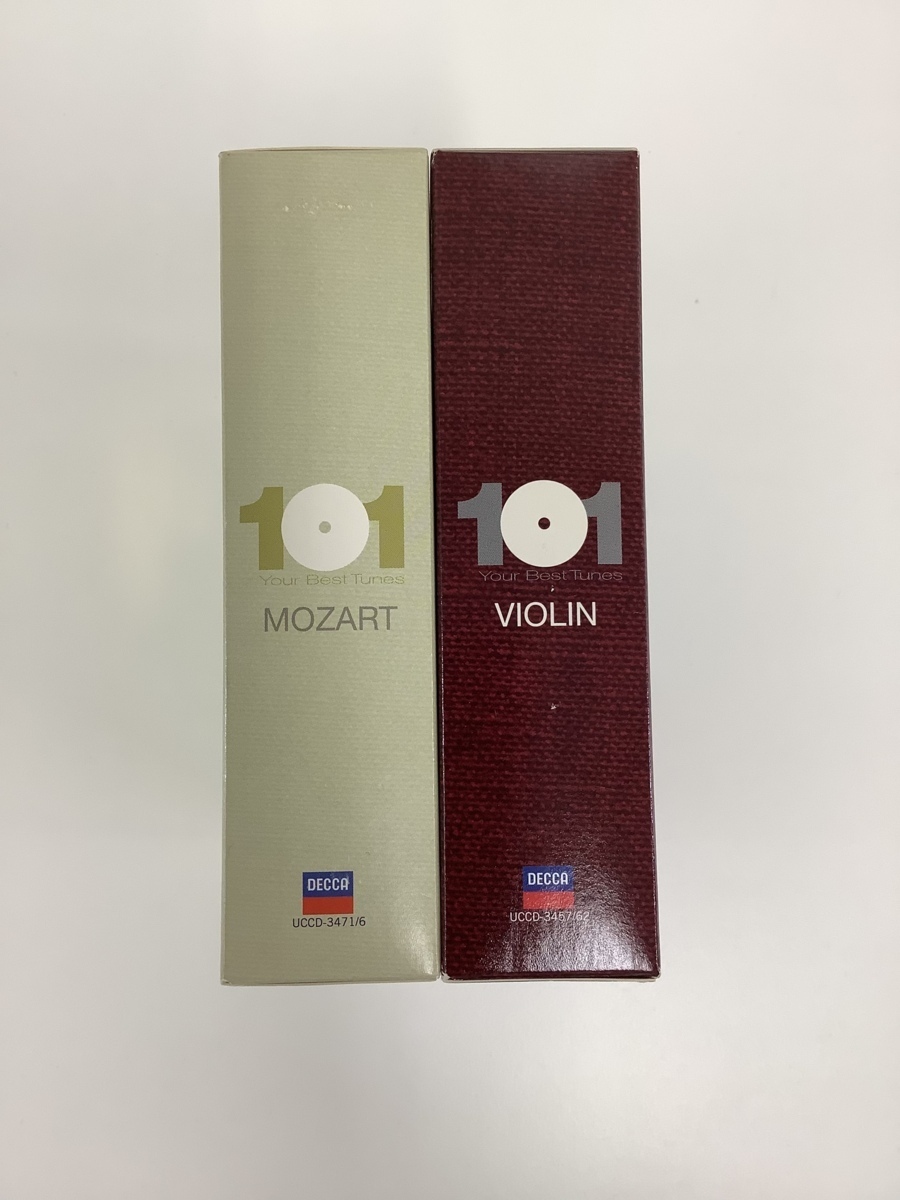 101
Your Best Tunes
MOZART
DECCA
UCCD-3471/6
101
Your Best Tunes
VIOLIN
DECCA
UCCD-3457/62